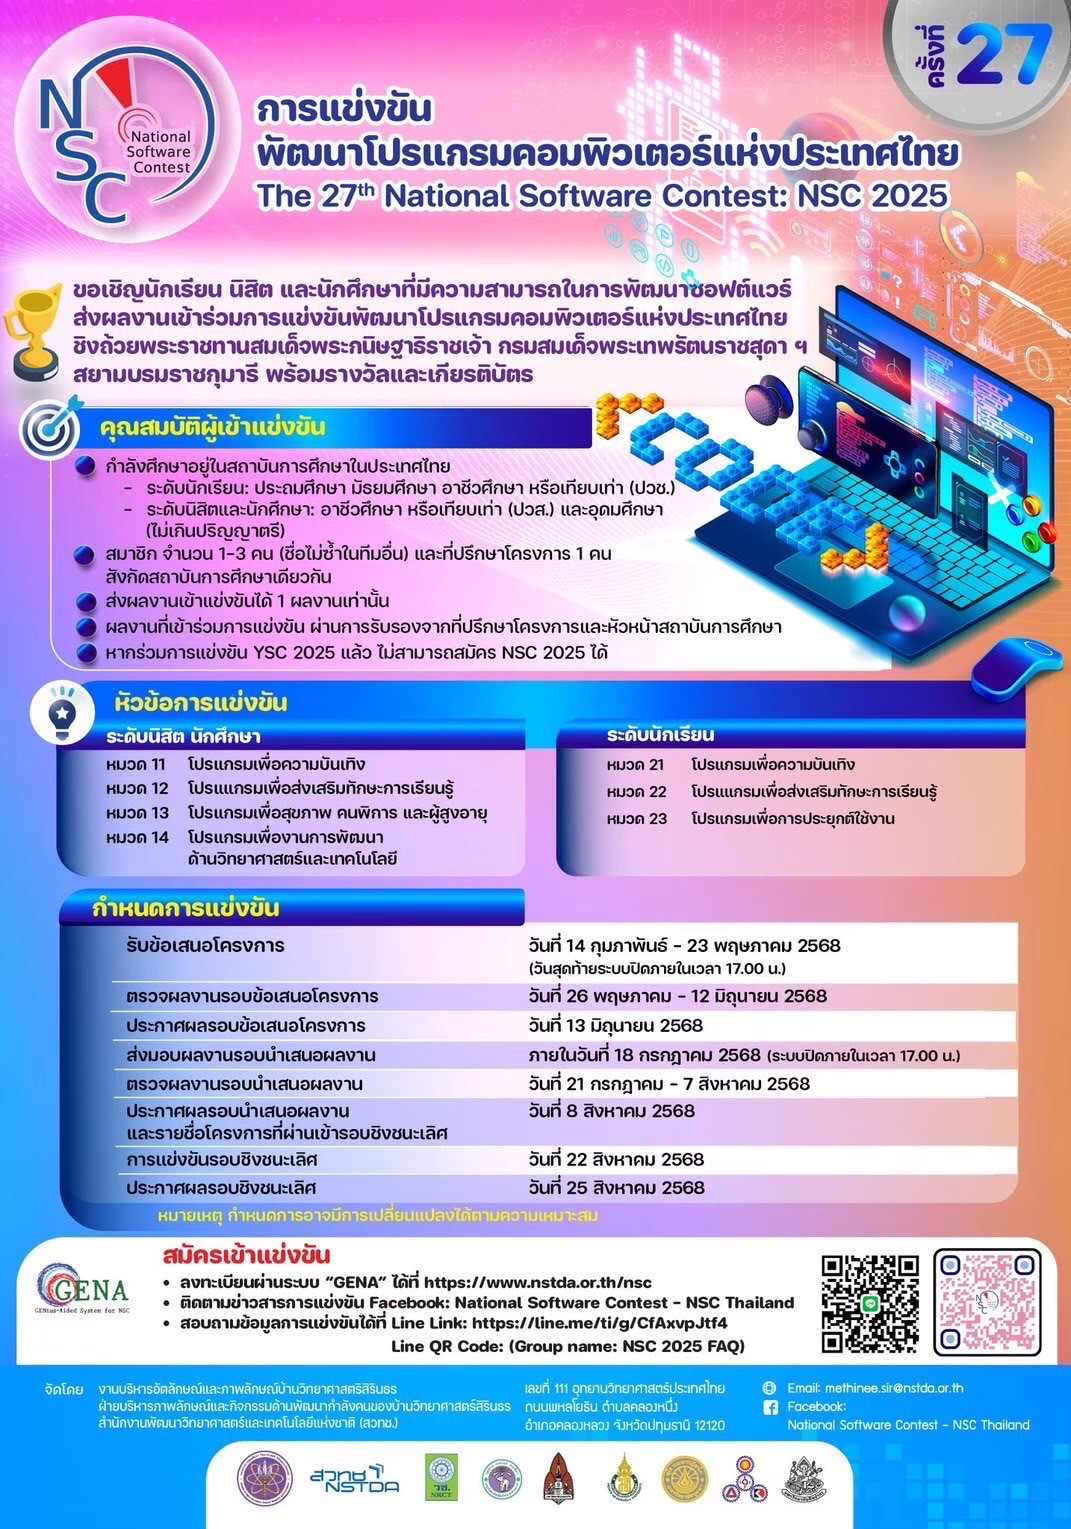 ครั้งที่ 27
NSC
National
Software
Contest
การแข่งขัน
พัฒนาโปรแกรมคอมพิวเตอร์แห่งประเทศไทย
The 27th National Software Contest: NSC 2025
ขอเชิญนักเรียน นิสิต และนักศึกษาที่มีความสามารถในการพัฒนาซอฟต์แวร์
ส่งผลงานเข้าร่วมการแข่งขันพัฒนาโปรแกรมคอมพิวเตอร์แห่งประเทศไทย
ชิงถ้วยพระราชทานสมเด็จพระกนิษฐาธิราชเจ้า กรมสมเด็จพระเทพรัตนราชสุดา ฯ
สยามบรมราชกุมารี พร้อมรางวัลและเกียรติบัตร
คุณสมบัติผู้เข้าแข่งขัน
กำลังศึกษาอยู่ในสถาบันการศึกษาในประเทศไทย
- ระดับนักเรียน: ประถมศึกษา มัธยมศึกษา อาชีวศึกษา หรือเทียบเท่า (ปวช.)
- ระดับนิสิตและนักศึกษา: อาชีวศึกษา หรือเทียบเท่า (ปวส.) และอุดมศึกษา
(ไม่เกินปริญญาตรี)
สมาชิก จำนวน 1-3 คน (ชื่อไม่ซ้ำในทีมอื่น) และที่ปรึกษาโครงการ 1 คน
สังกัดสถาบันการศึกษาเดียวกัน
ส่งผลงานเข้าแข่งขันได้ 1 ผลงานเท่านั้น
ผลงานที่เข้าร่วมการแข่งขัน ผ่านการรับรองจากที่ปรึกษาโครงการและหัวหน้าสถาบันการศึกษา
หากร่วมการแข่งขัน YSC 2025 แล้ว ไม่สามารถสมัคร NSC 2025 ได้
หัวข้อการแข่งขัน
ระดับนิสิต นักศึกษา
หมวด 11 โปรแกรมเพื่อความบันเทิง
หมวด 12 โปรแแกรมเพื่อส่งเสริมทักษะการเรียนรู้
หมวด 13 โปรแกรมเพื่อสุขภาพ คนพิการ และผู้สูงอายุ
หมวด 14 โปรแกรมเพื่องานการพัฒนา
ด้านวิทยาศาสตร์และเทคโนโลยี
ระดับนักเรียน
หมวด 21 โปรแกรมเพื่อความบันเทิง
หมวด 22 โปรแแกรมเพื่อส่งเสริมทักษะการเรียนรู้
หมวด 23 โปรแกรมเพื่อการประยุกต์ใช้งาน
กำหนดการแข่งขัน
รับข้อเสนอโครงการ วันที่ 14 กุมภาพันธ์ - 23 พฤษภาคม 2568
(วันสุดท้ายระบบปิดภายในเวลา 17.00 น.)
ตรวจผลงานรอบข้อเสนอโครงการ วันที่ 26 พฤษภาคม - 12 มิถุนายน 2568
ประกาศผลรอบข้อเสนอโครงการ วันที่ 13 มิถุนายน 2568
ส่งมอบผลงานรอบนำเสนอผลงาน ภายในวันที่ 18 กรกฎาคม 2568 (ระบบปิดภายในเวลา 17.00 น.)
ตรวจผลงานรอบนำเสนอผลงาน วันที่ 21 กรกฎาคม - 7 สิงหาคม 2568
ประกาศผลรอบนำเสนอผลงาน วันที่ 8 สิงหาคม 2568
และรายชื่อโครงการที่ผ่านเข้ารอบชิงชนะเลิศ
การแข่งขันรอบชิงชนะเลิศ วันที่ 22 สิงหาคม 2568
ประกาศผลรอบชิงชนะเลิศ วันที่ 25 สิงหาคม 2568
หมายเหตุ กำหนดการอาจมีการเปลี่ยนแปลงได้ตามความเหมาะสม
GENA
GENius-Aided System for NSC
สมัครเข้าแข่งขัน
• ลงทะเบียนผ่านระบบ “GENA” ได้ที่ https://www.nstda.or.th/nsc
• ติดตามข่าวสารการแข่งขัน Facebook: National Software Contest - NSC Thailand
• สอบถามข้อมูลการแข่งขันได้ที่ Line Link: https://line.me/ti/g/CfAxvpJtf4
Line QR Code: (Group name: NSC 2025 FAQ)
จัดโดย งานบริหารอัตลักษณ์และภาพลักษณ์บ้านวิทยาศาสตร์สิรินธร
ฝ่ายบริหารภาพลักษณ์และกิจกรรมด้านพัฒนากำลังคนของบ้านวิทยาศาสตร์สิรินธร
สำนักงานพัฒนาวิทยาศาสตร์และเทคโนโลยีแห่งชาติ (สวทช.)
เลขที่ 111 อุทยานวิทยาศาสตร์ประเทศไทย
ถนนพหลโยธิน ตำบลคลองหนึ่ง
อำเภอคลองหลวง จังหวัดปทุมธานี 12120
Email: methinee.sir@nstda.or.th
Facebook:
National Software Contest - NSC Thailand
สวทช
NSTDA
วช.
NRCT